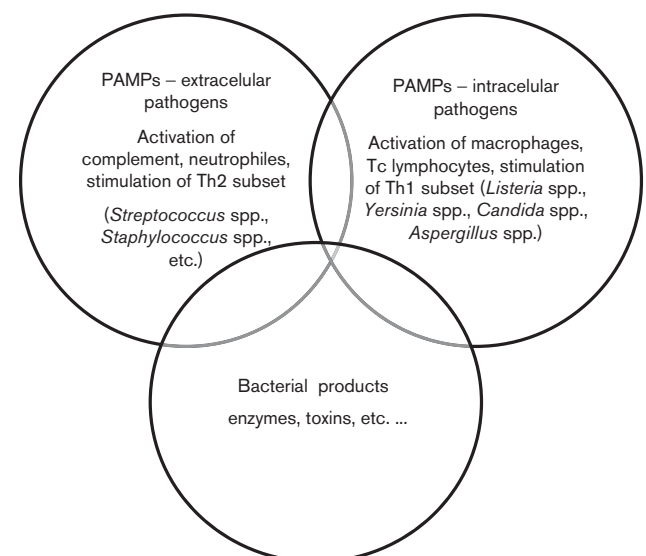 PAMPs – extracelular
pathogens
Activation of
complement, neutrophiles,
stimulation of Th2 subset
(Streptococcus spp.,
Staphylococcus spp.,
etc.)
PAMPs – intracelular
pathogens
Activation of macrophages,
Tc lymphocytes, stimulation
of Th1 subset (Listeria spp.,
Yersinia spp., Candida spp.,
Aspergillus spp.)
Bacterial products
enzymes, toxins, etc. ...